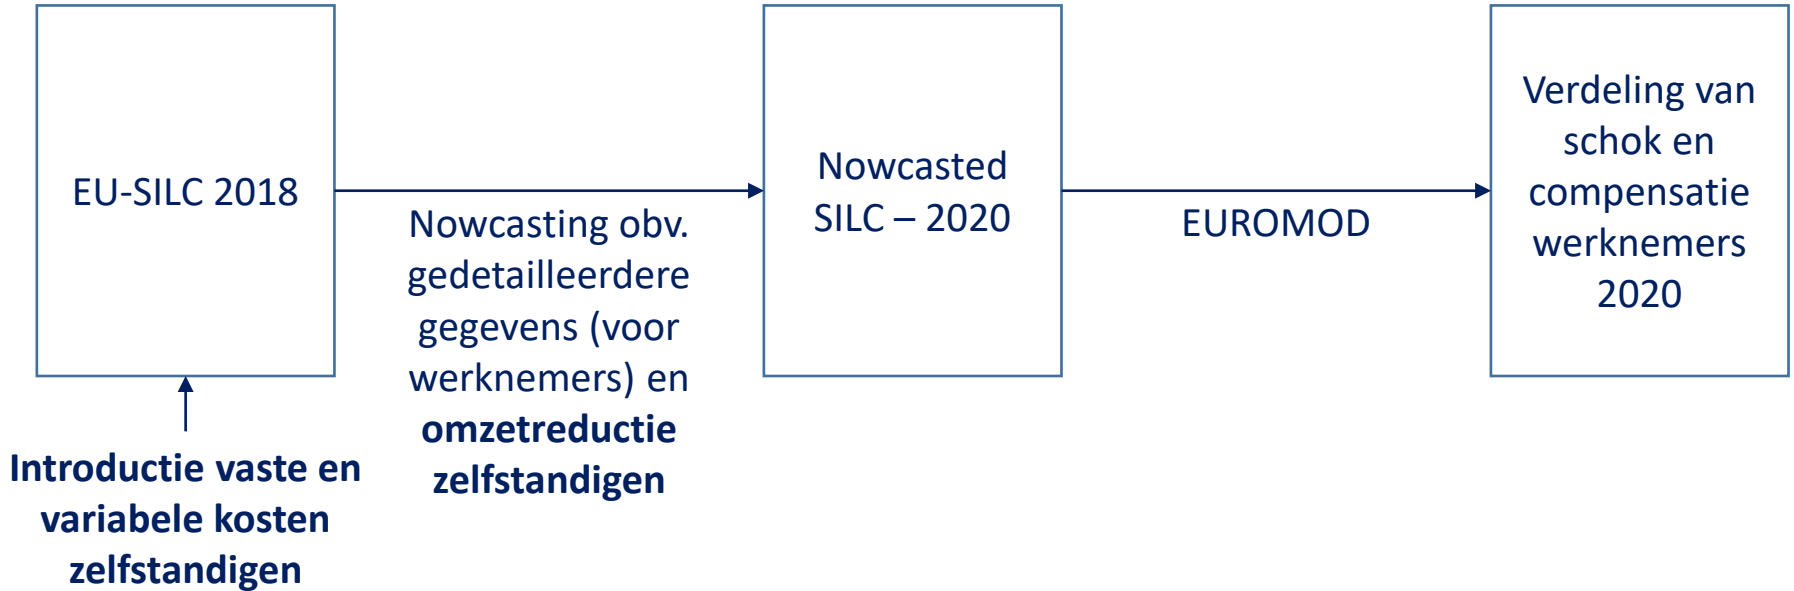 EU-SILC 2018
Introductie vaste en
variabele kosten
zelfstandigen
Nowcasting obv.
gedetailleerdere
gegevens (voor
werknemers) en
omzetreductie
zelfstandigen
Nowcasted
SILC – 2020
EUROMOD
Verdeling van
schok en
compensatie
werknemers
2020